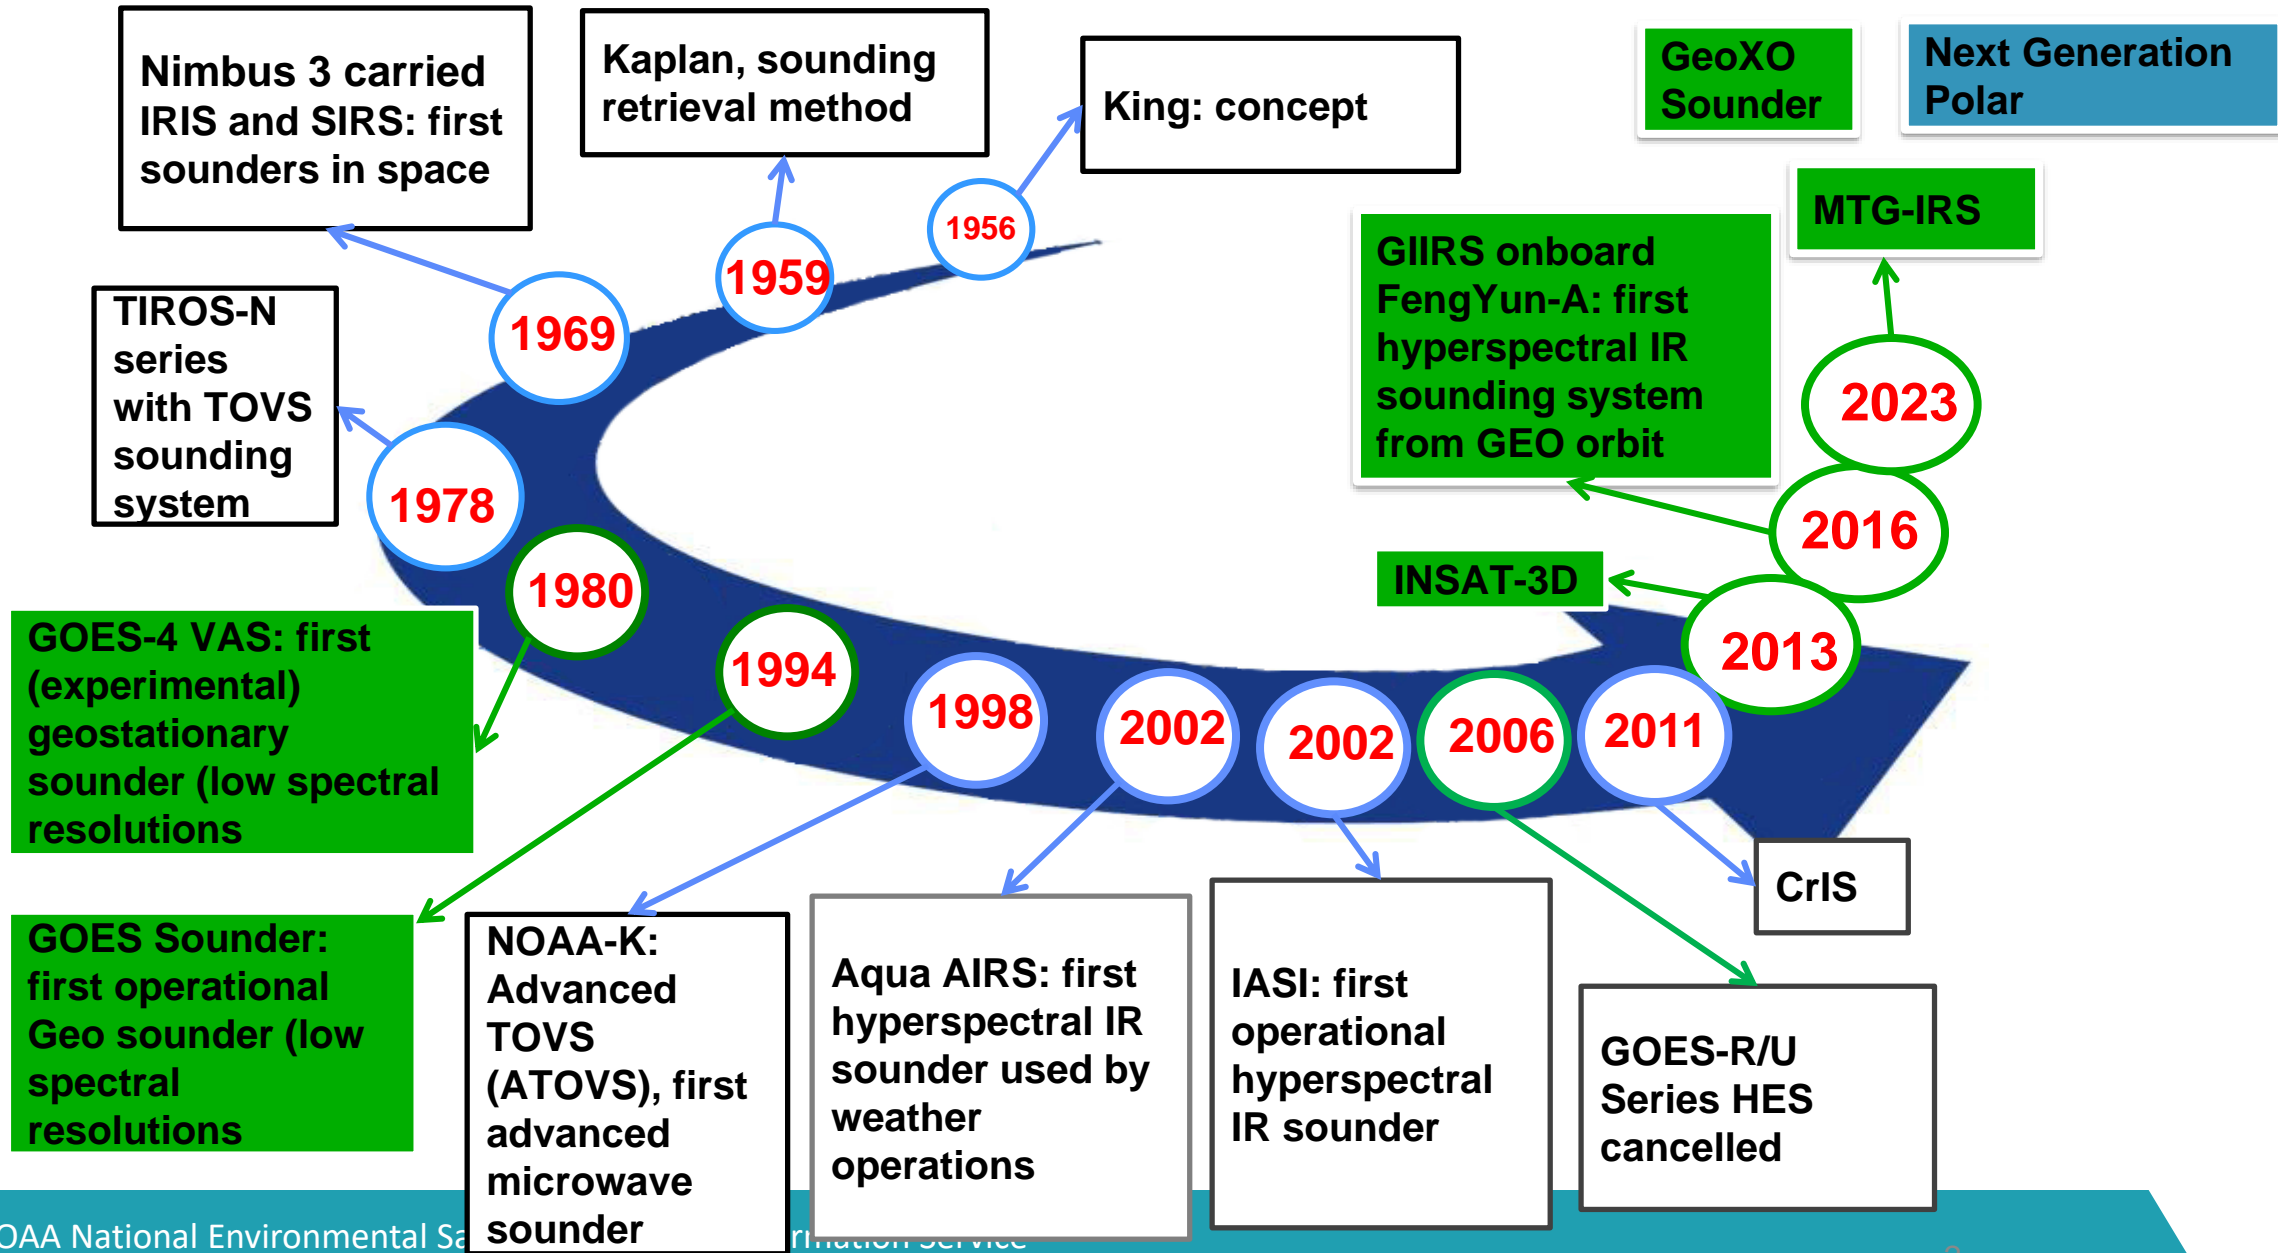 Nimbus 3 carried
IRIS and SIRS: first
sounders in space
Kaplan, sounding
retrieval method
King: concept
GeoXO
Sounder
Next Generation
Polar
MTG-IRS
GIIRS onboard
FengYun-A: first
hyperspectral IR
sounding system
from GEO orbit
INSAT-3D
1956
1959
1969
1978
1980
1994
1998
2002
2002
2006
2011
2013
2016
2023
TIROS-N
series
with TOVS
sounding
system
GOES-4 VAS: first
(experimental)
geostationary
sounder (low spectral
resolutions
GOES Sounder:
first operational
Geo sounder (low
spectral
resolutions
NOAA-K:
Advanced
TOVS
(ATOVS), first
advanced
microwave
sounder
Aqua AIRS: first
hyperspectral IR
sounder used by
weather
operations
IASI: first
operational
hyperspectral
IR sounder
GOES-R/U
Series HES
cancelled
CrIS
OAA National Environmental Sa